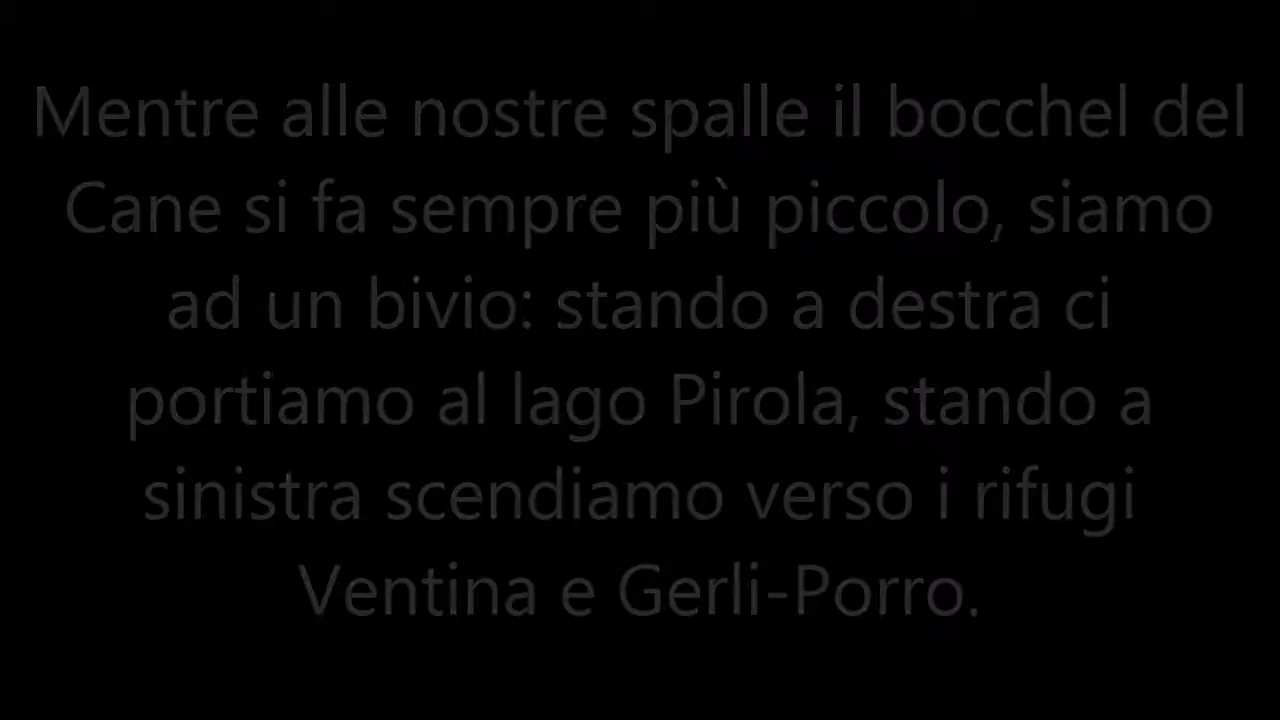 Mentre alle nostre spalle il bocchel del
Cane si fa sempre più piccolo, siamo
ad un bivio: stando a destra ci
portiamo al lago Pirola, stando a
sinistra scendiamo verso i rifugi
Ventina e Gerli-Porro.